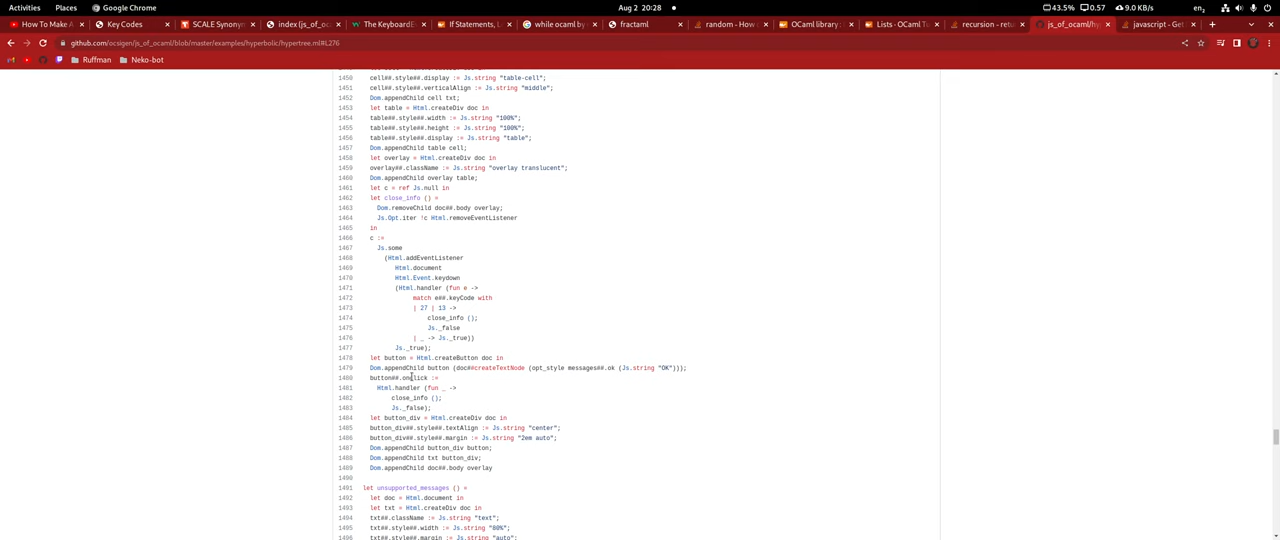 Activities Places Google Chrome Aug 2 20:28 43.5% 0.57 9.0 KB/s en2
How To Make A
Key Codes
SCALE Synonyn
index (js_of_oc
The KeyboardE
If Statements, L
while ocaml by
fractaml
random - How
OCaml library :
Lists - OCaml Tu
recursion - retu
js_of_ocaml/hy
javascript - Get
github.com/ocsigen/js_of_ocaml/blob/master/examples/hyperbolic/hypertree.ml#L276
Ruffman Neko-bot
1450 cell##.style##.display := Js.string "table-cell";
1451 cell##.style##.verticalAlign := Js.string "middle";
1452 Dom.appendChild cell txt;
1453 let table = Html.createDiv doc in
1454 table##.style##.width := Js.string "100%";
1455 table##.style##.height := Js.string "100%";
1456 table##.style##.display := Js.string "table";
1457 Dom.appendChild table cell;
1458 let overlay = Html.createDiv doc in
1459 overlay##.className := Js.string "overlay translucent";
1460 Dom.appendChild overlay table;
1461 let c = ref Js.null in
1462 let close_info () =
1463 Dom.removeChild doc##.body overlay;
1464 Js.Opt.iter !c Html.removeEventListener
1465 in
1466 c :=
1467 Js.some
1468 (Html.addEventListener
1469 Html.document
1470 Html.Event.keydown
1471 (Html.handler (fun e ->
1472 match e##.keyCode with
1473 | 27 | 13 ->
1474 close_info ();
1475 Js._false
1476 | _ -> Js._true))
1477 Js._true);
1478 let button = Html.createButton doc in
1479 Dom.appendChild button (doc##createTextNode (opt_style messages##.ok (Js.string "OK")));
1480 button##.onclick :=
1481 Html.handler (fun _ ->
1482 close_info ();
1483 Js._false);
1484 let button_div = Html.createDiv doc in
1485 button_div##.style##.textAlign := Js.string "center";
1486 button_div##.style##.margin := Js.string "2em auto";
1487 Dom.appendChild button_div button;
1488 Dom.appendChild txt button_div;
1489 Dom.appendChild doc##.body overlay
1490
1491 let unsupported_messages () =
1492 let doc = Html.document in
1493 let txt = Html.createDiv doc in
1494 txt##.className := Js.string "text";
1495 txt##.style##.width := Js.string "80%";
1496 txt##.style##.margin := Js.string "auto";